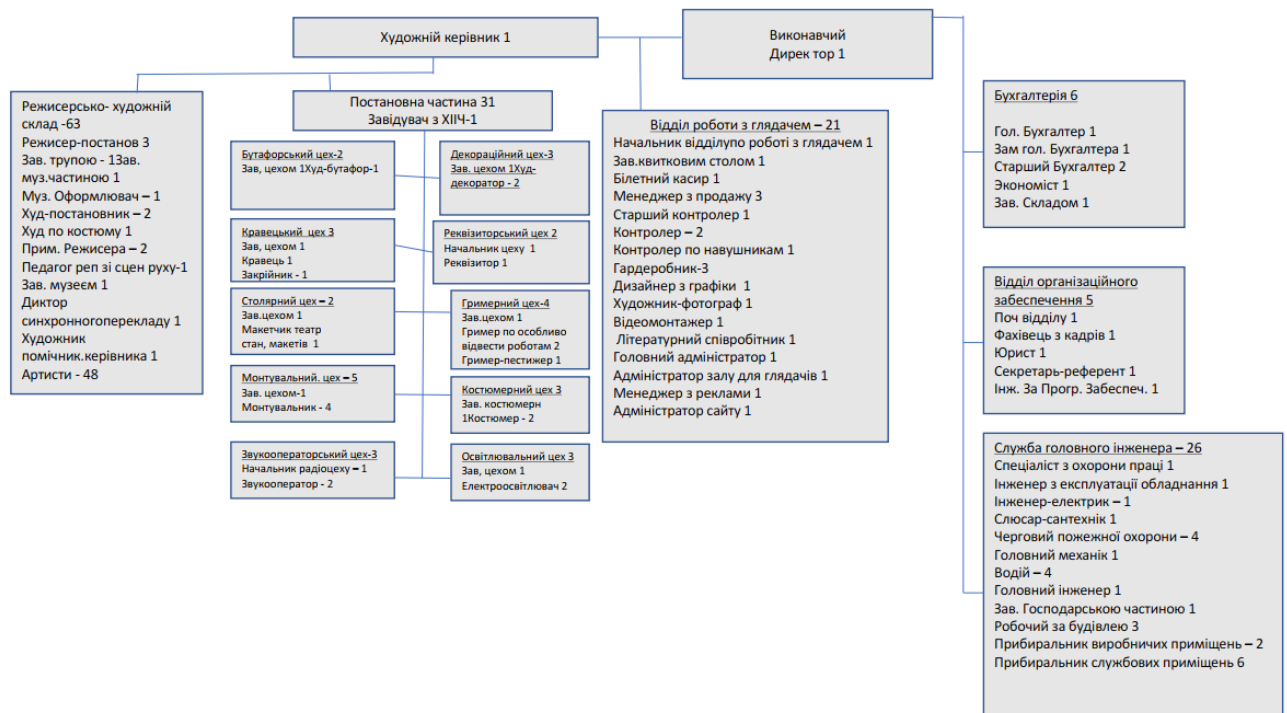 Художній керівник 1
Виконавчий
Дирек тор 1
Режисерсько- художній
склад -63
Режисер-постанов 3
Зав. трупою - 1Зав.
муз.частиною 1
Муз. Оформлювач – 1
Худ-постановник – 2
Худ по костюму 1
Прим. Режисера – 2
Педагог реп зі сцен руху-1
Зав. музеєм 1
Диктор
синхронногоперекладу 1
Художник
помічник.керівника 1
Артисти - 48
Постановна частина 31
Завідувач з ХІІЧ-1
Бутафорський цех-2
Зав, цехом 1Худ-бутафор-1
Декораційний цех-3
Зав. цехом 1Худ-
декоратор - 2
Кравецький цех 3
Зав, цехом 1
Кравець 1
Закрійник - 1
Реквізиторський цех 2
Начальник цеху 1
Реквізитор 1
Столярний цех – 2
Зав.цехом 1
Макетчик театр
стан, макетів 1
Гримерний цех-4
Зав.цехом 1
Гример по особливо
відвести роботам 2
Гример-пестижер 1
Монтувальний. цех – 5
Зав. цехом-1
Монтувальник - 4
Костюмерний цех 3
Зав. костюмерн
1Костюмер - 2
Звукооператорський цех-3
Начальник радіоцеху – 1
Звукооператор - 2
Освітлювальний цех 3
Зав, цехом 1
Електроосвітлювач 2
Відділ роботи з глядачем – 21
Начальник відділупо роботі з глядачем 1
Зав.квитковим столом 1
Білетний касир 1
Менеджер з продажу 3
Старший контролер 1
Контролер – 2
Контролер по навушникам 1
Гардеробник-3
Дизайнер з графіки 1
Художник-фотограф 1
Відеомонтажер 1
Літературний співробітник 1
Головний адміністратор 1
Адміністратор залу для глядачів 1
Менеджер з реклами 1
Адміністратор сайту 1
Бухгалтерія 6
Гол. Бухгалтер 1
Зам гол. Бухгалтера 1
Старший Бухгалтер 2
Экономіст 1
Зав. Складом 1
Відділ організаційного
забеспечення 5
Поч відділу 1
Фахівець з кадрів 1
Юрист 1
Секретарь-референт 1
Інж. За Прогр. Забеспеч. 1
Служба головного інженера – 26
Спеціаліст з охорони праці 1
Інженер з експлуатації обладнання 1
Інженер-електрик – 1
Слюсар-сантехнік 1
Черговий пожежної охорони – 4
Головний механік 1
Водій – 4
Головний інженер 1
Зав. Господарською частиною 1
Робочий за будівлею 3
Прибиральник виробничих приміщень – 2
Прибиральник службових приміщень 6